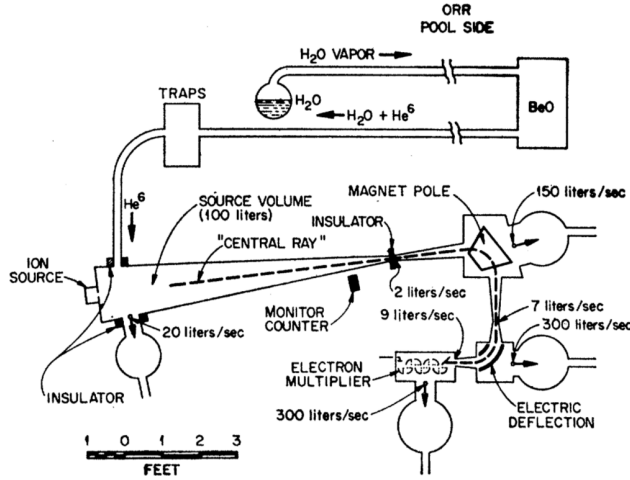 ORR
POOL SIDE
H₂O VAPOR
TRAPS
H₂O
BeO
H₂O + He⁶
MAGNET POLE
150 liters/sec
He⁶
SOURCE VOLUME
(100 liters)
INSULATOR
"CENTRAL RAY"
ION
SOURCE
2 liters/sec
MONITOR
COUNTER
9 liters/sec
7 liters/sec
20 liters/sec
300 liters/sec
ELECTRON
MULTIPLIER
INSULATOR
300 liters/sec
ELECTRIC
DEFLECTION
1 0 1 2 3
FEET